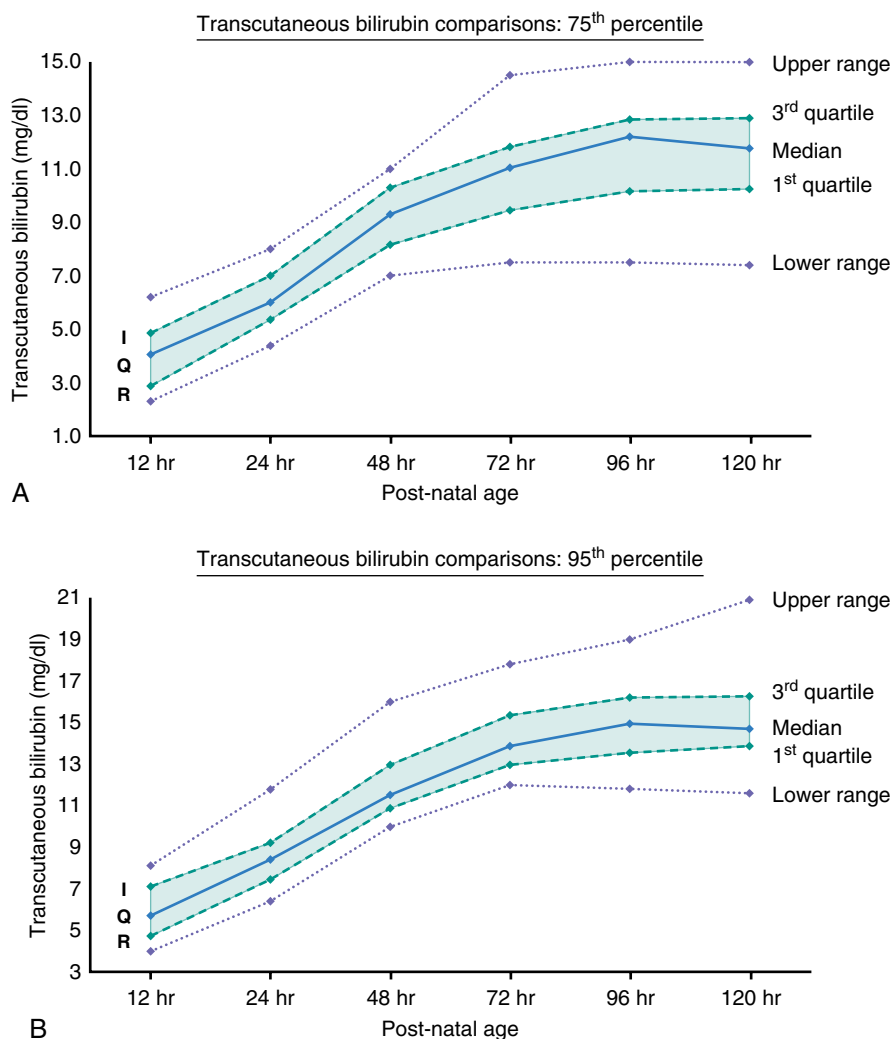 Transcutaneous bilirubin comparisons: 75th percentile
15.0
13.0
11.0
9.0
7.0
5.0
3.0
1.0
Transcutaneous bilirubin (mg/dl)
Upper range
3rd quartile
Median
1st quartile
Lower range
I
Q
R
12 hr 24 hr 48 hr 72 hr 96 hr 120 hr
Post-natal age
A
Transcutaneous bilirubin comparisons: 95th percentile
21
19
17
15
13
11
9
7
5
3
Transcutaneous bilirubin (mg/dl)
Upper range
3rd quartile
Median
1st quartile
Lower range
I
Q
R
12 hr 24 hr 48 hr 72 hr 96 hr 120 hr
Post-natal age
B